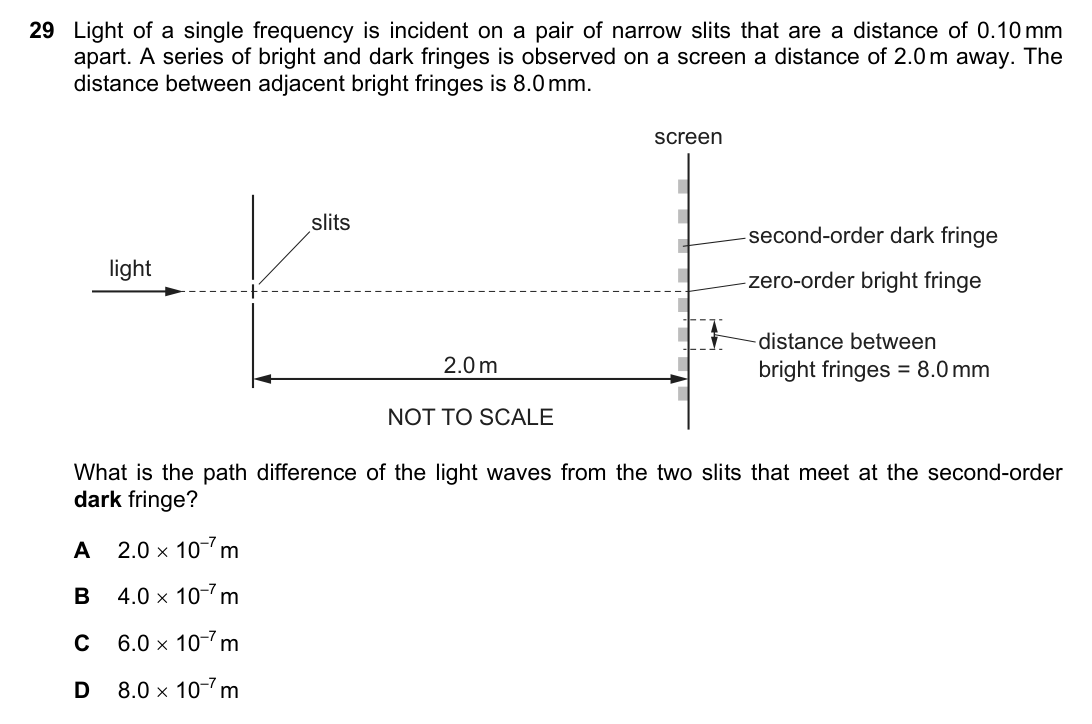 29 Light of a single frequency is incident on a pair of narrow slits that are a distance of 0.10 mm
apart. A series of bright and dark fringes is observed on a screen a distance of 2.0 m away. The
distance between adjacent bright fringes is 8.0 mm.
screen
slits
second-order dark fringe
light
zero-order bright fringe
distance between
bright fringes = 8.0 mm
2.0 m
NOT TO SCALE
What is the path difference of the light waves from the two slits that meet at the second-order
dark fringe?
A 2.0 × 10⁻⁷ m
B 4.0 × 10⁻⁷ m
C 6.0 × 10⁻⁷ m
D 8.0 × 10⁻⁷ m